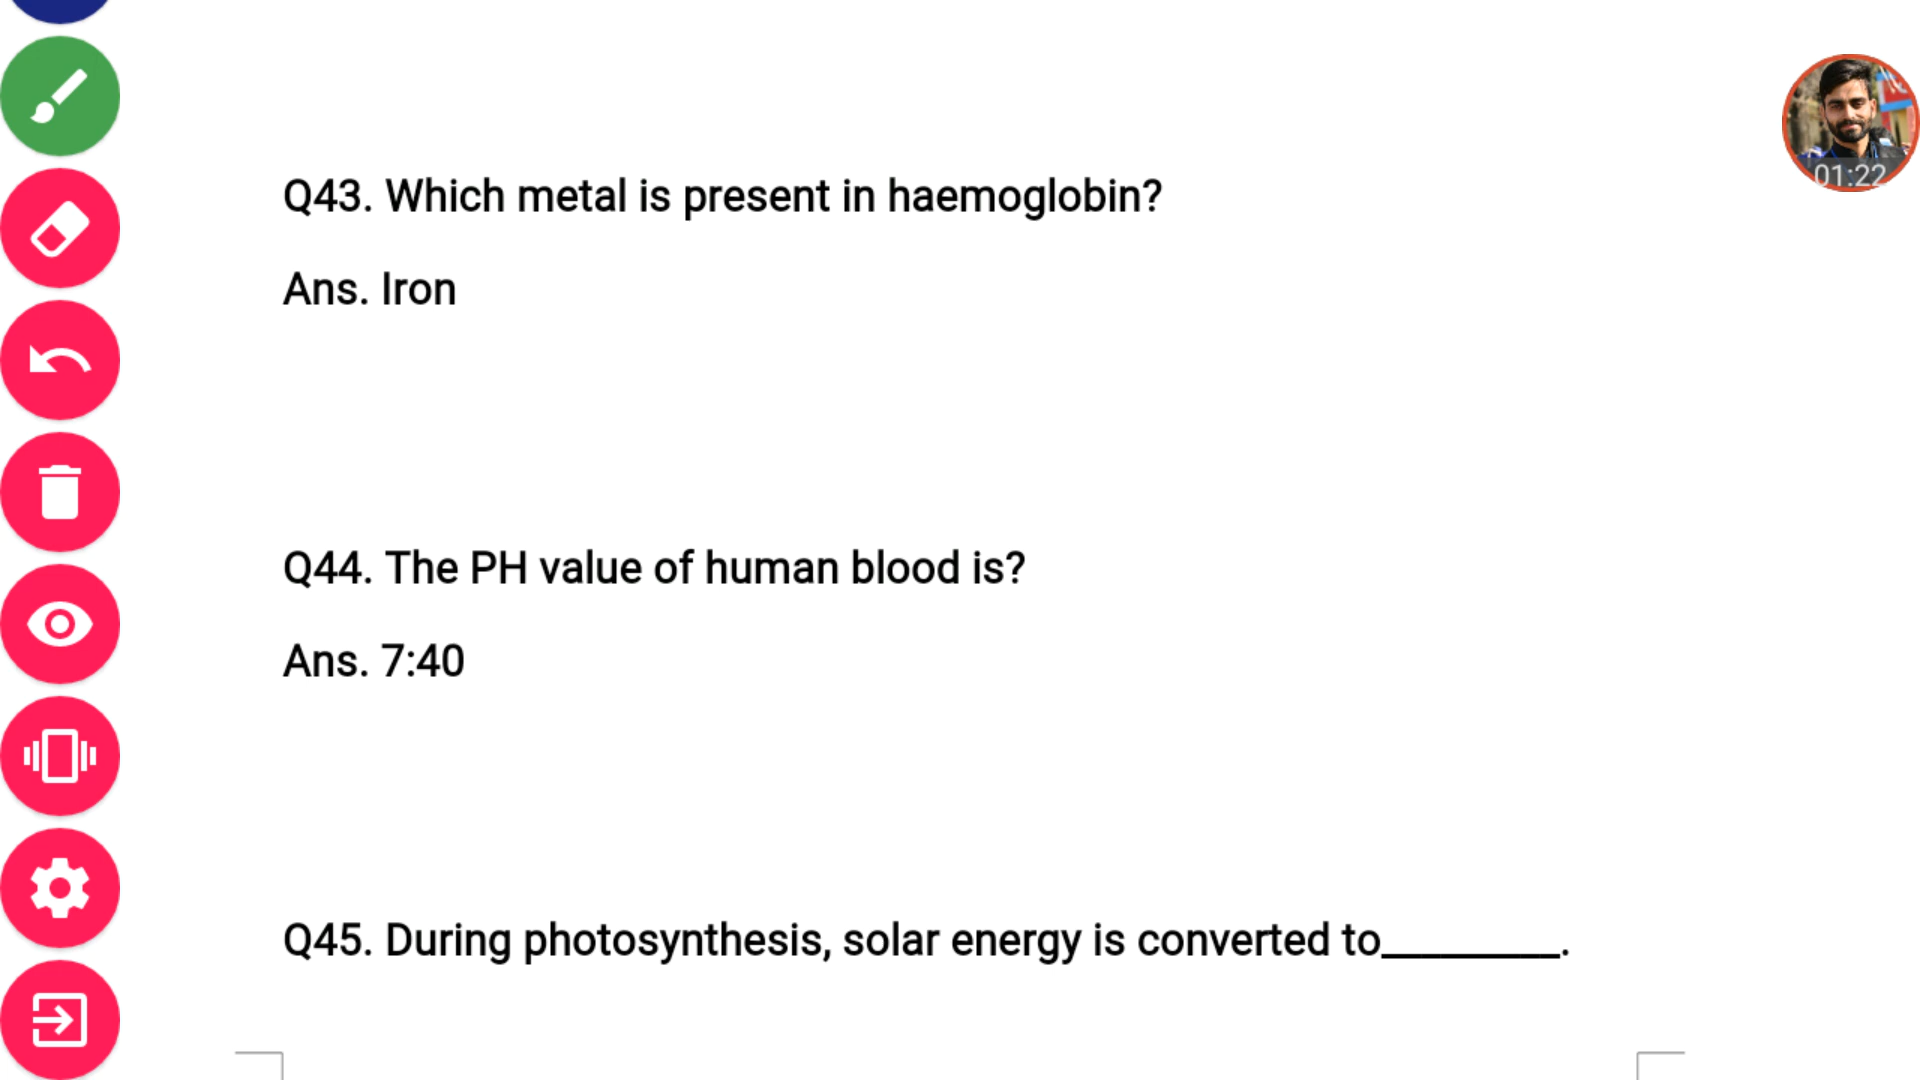 01:22
Q43. Which metal is present in haemoglobin?
Ans. Iron
Q44. The PH value of human blood is?
Ans. 7:40
Q45. During photosynthesis, solar energy is converted to________.